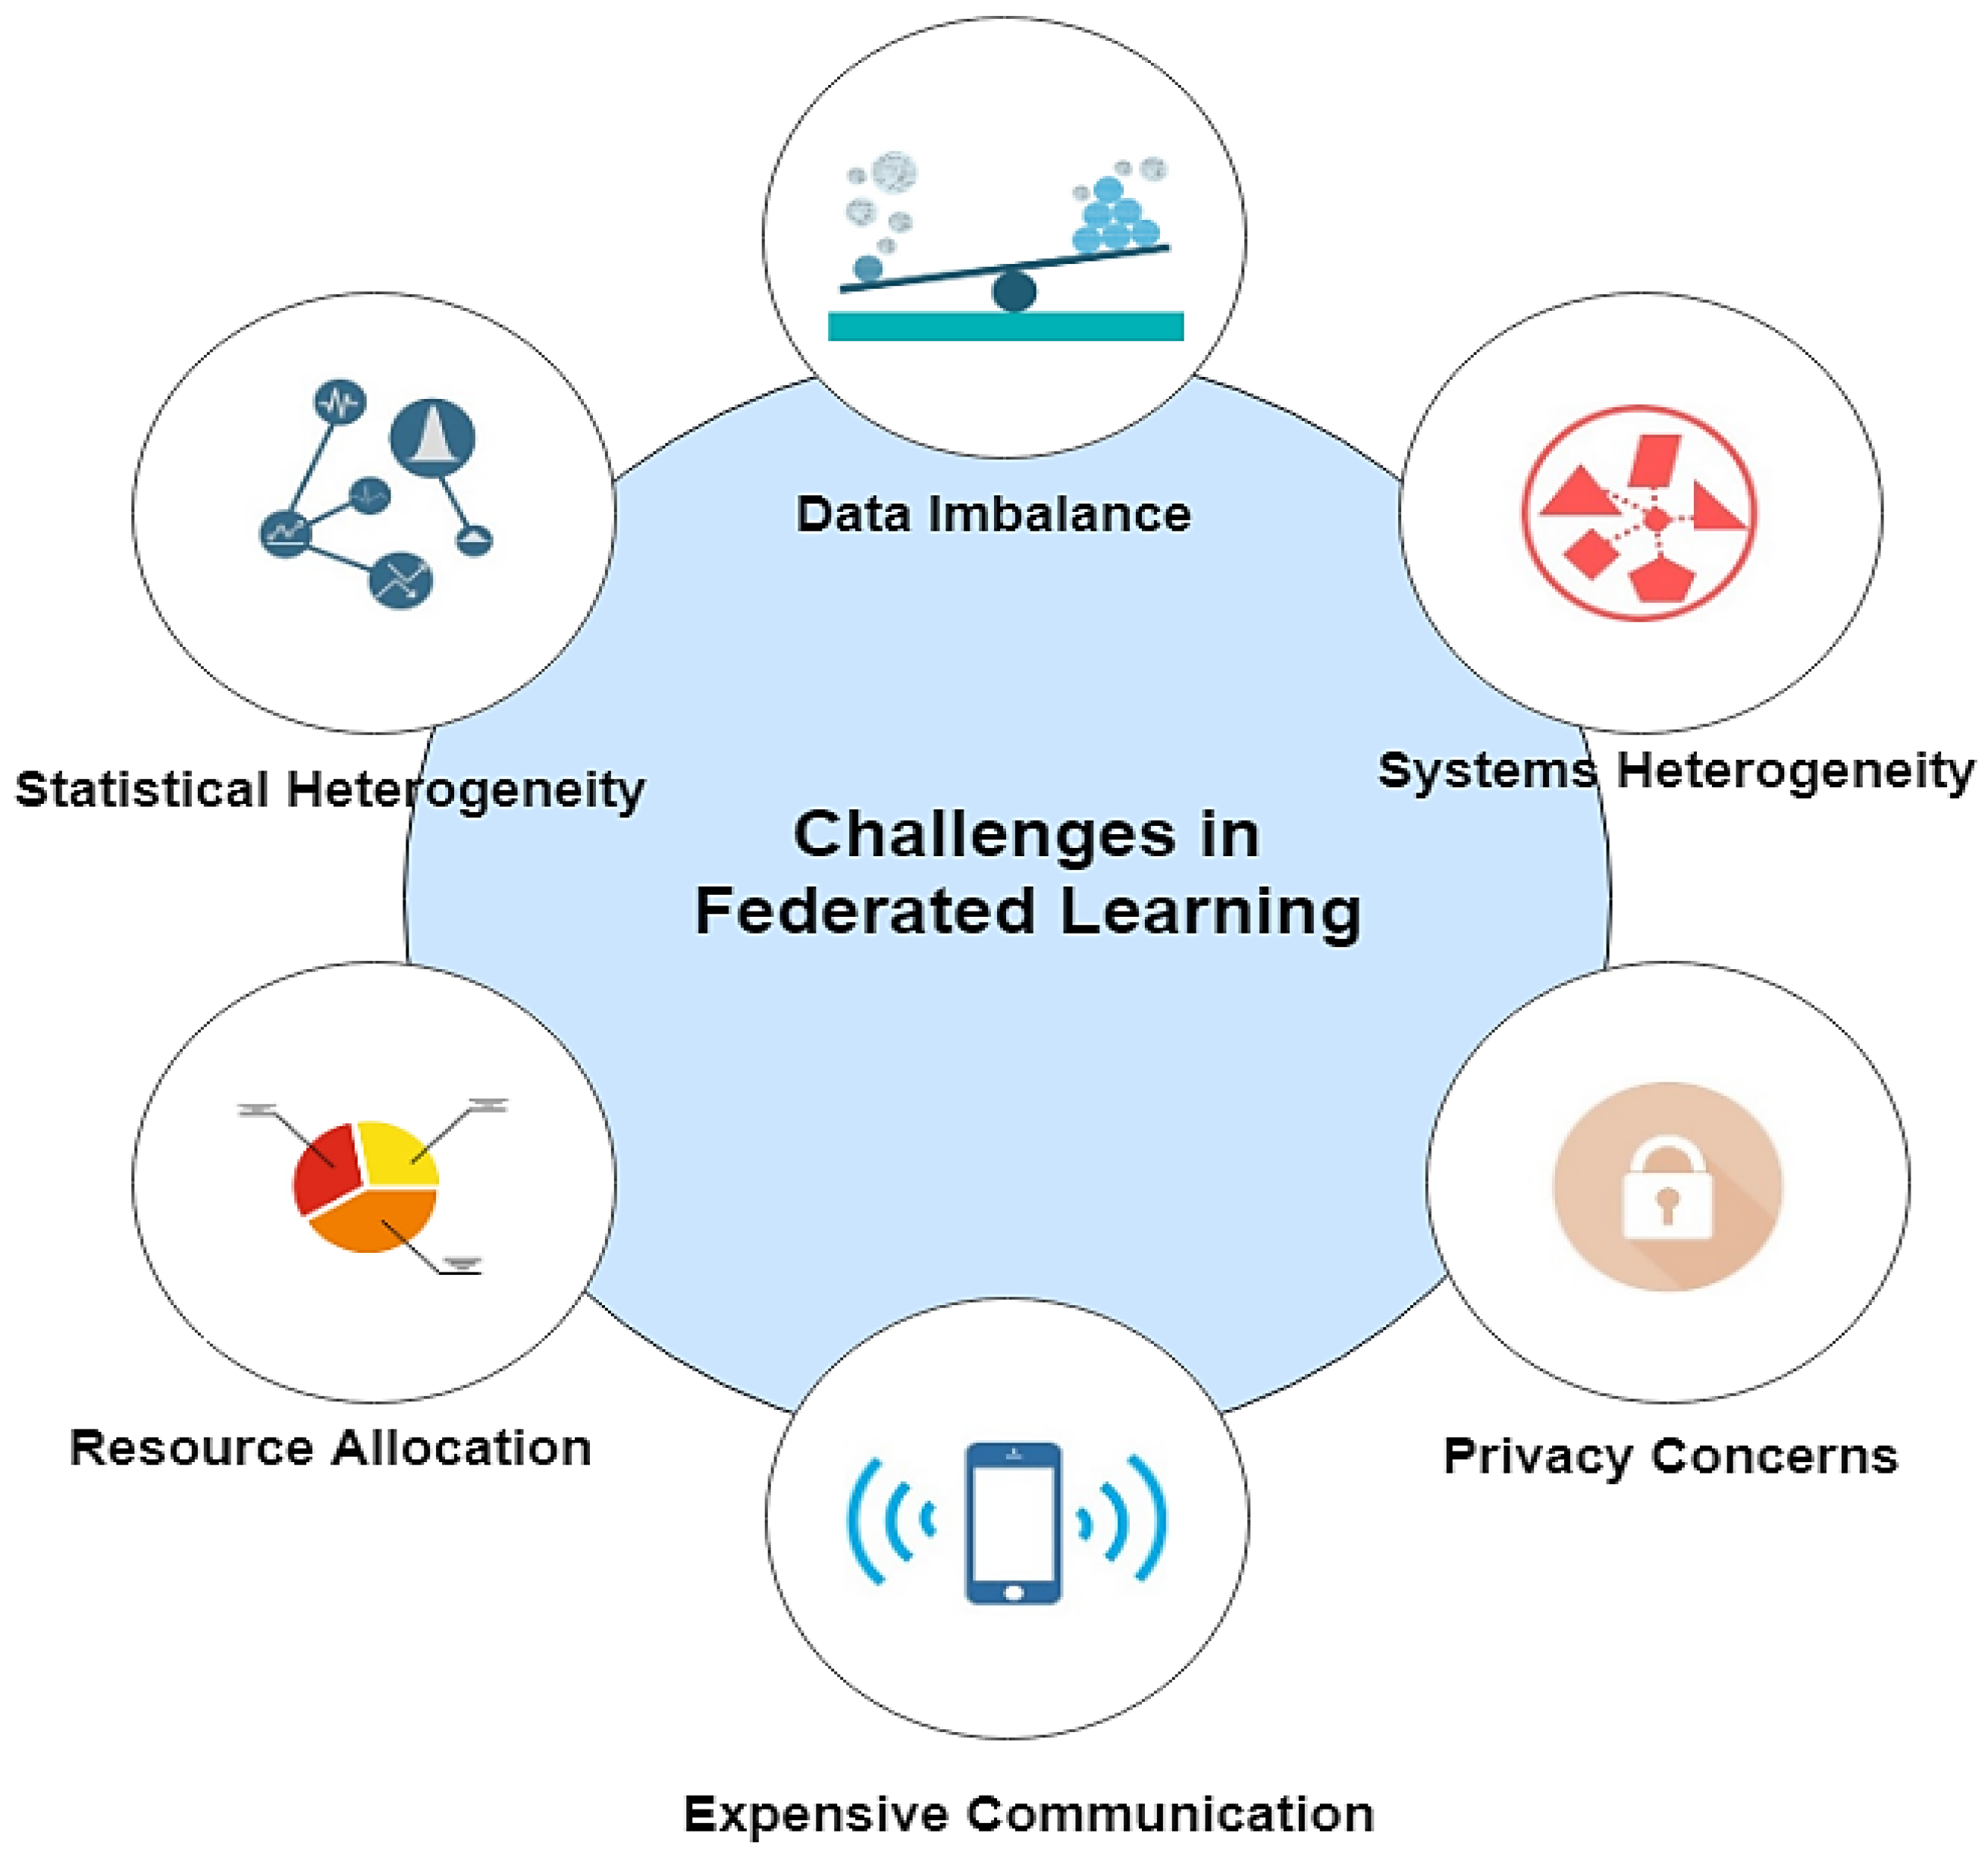 Data Imbalance
Statistical Heterogeneity
Systems Heterogeneity
Challenges in
Federated Learning
Resource Allocation
Privacy Concerns
Expensive Communication